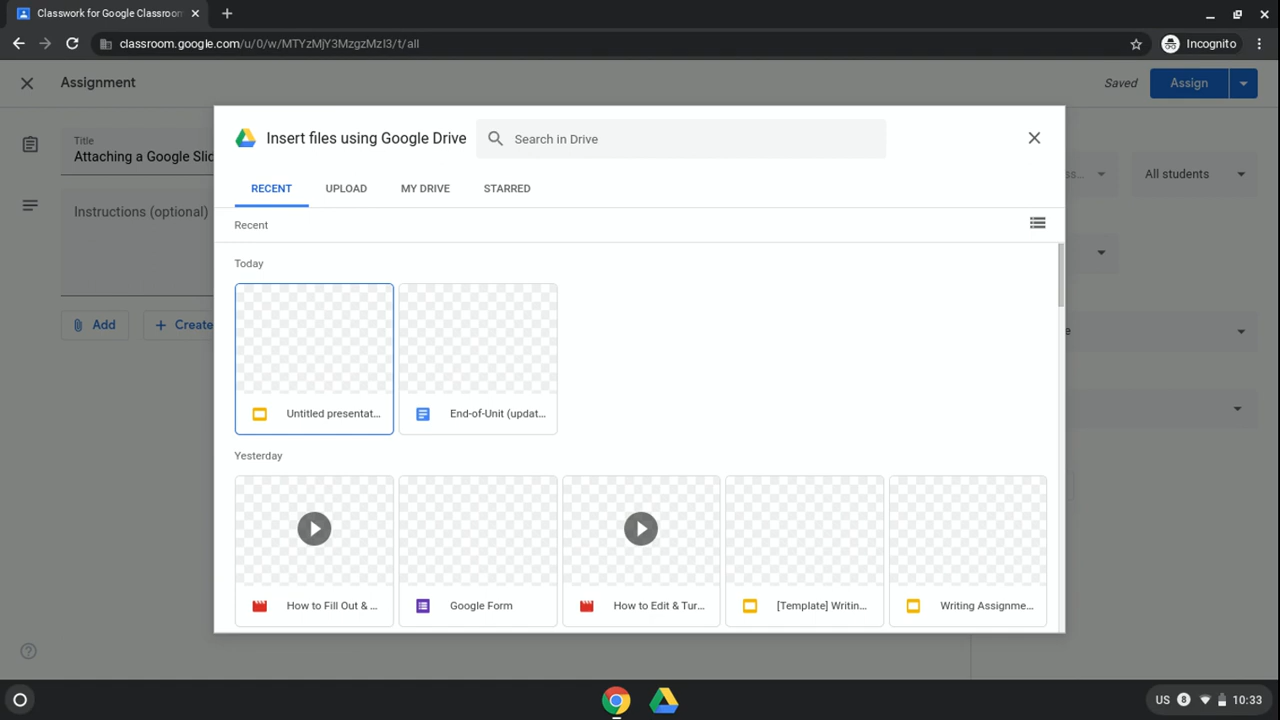 Classwork for Google Classroom
classroom.google.com/u/0/w/MTYzMjY3MzgzMzI3/t/all
Incognito
Assignment
Saved
Assign
Title
Attaching a Google Slid
Instructions (optional)
Add
Create
All students
Insert files using Google Drive
Search in Drive
RECENT
UPLOAD
MY DRIVE
STARRED
Recent
Today
Untitled presentat...
End-of-Unit (updat...
Yesterday
How to Fill Out & ...
Google Form
How to Edit & Tur...
[Template] Writin...
Writing Assignme...
US
8
10:33